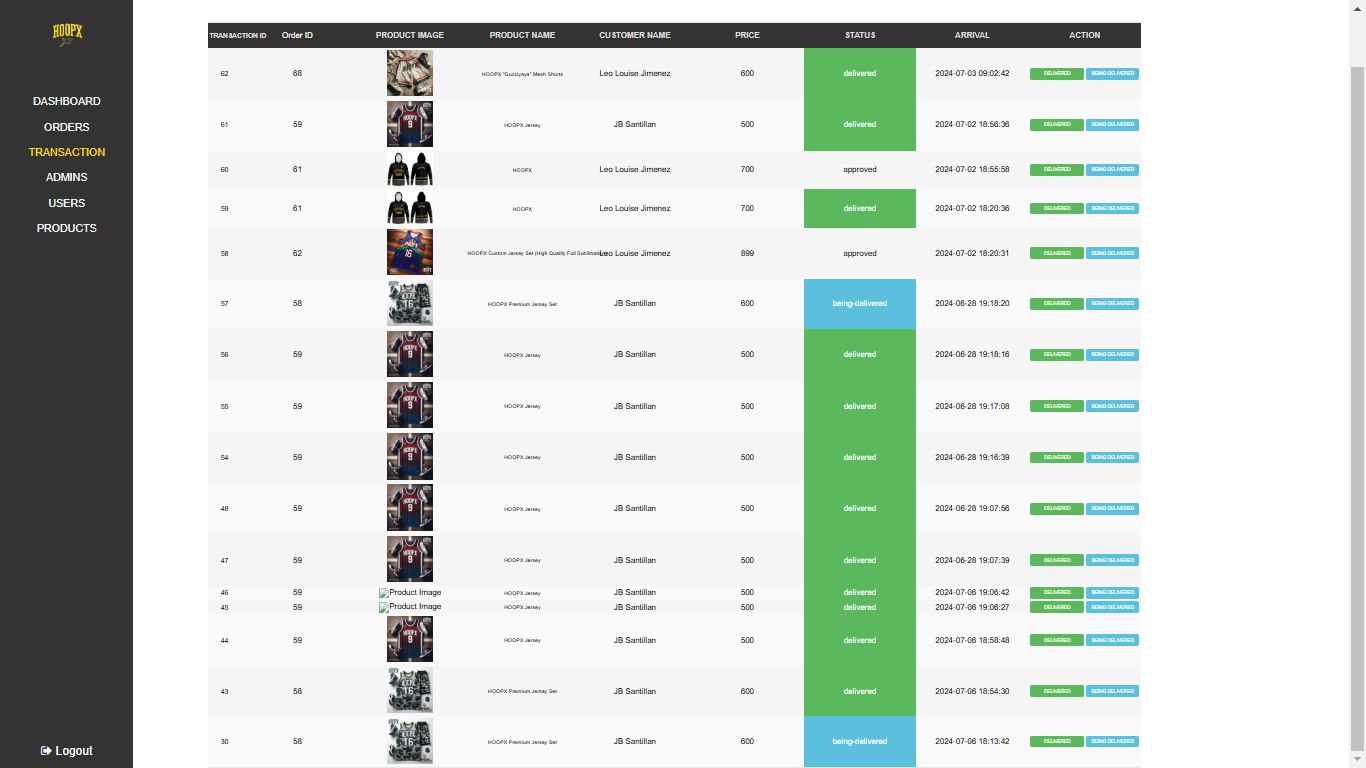 HOOPX
DASHBOARD
ORDERS
TRANSACTION
ADMINS
USERS
PRODUCTS
Logout
TRANSACTION ID Order ID PRODUCT IMAGE PRODUCT NAME CUSTOMER NAME PRICE STATUS ARRIVAL ACTION
62 68 HOOPX "Gucciyaya" Mesh Shorts Leo Louise Jimenez 600 delivered 2024-07-03 09:02:42 DELIVERED BEING DELIVERED
61 59 HOOPX Jersey JB Santillan 500 delivered 2024-07-02 18:56:36 DELIVERED BEING DELIVERED
60 61 HOOPX Leo Louise Jimenez 700 approved 2024-07-02 18:55:58 DELIVERED BEING DELIVERED
59 61 HOOPX Leo Louise Jimenez 700 delivered 2024-07-02 18:20:36 DELIVERED BEING DELIVERED
58 62 HOOPX Custom Jersey Set (High Quality Full Leo Louise Jimenez 899 approved 2024-07-02 18:20:31 DELIVERED BEING DELIVERED
57 58 HOOPX Premium Jersey Set JB Santillan 600 being-delivered 2024-06-28 19:18:20 DELIVERED BEING DELIVERED
56 59 HOOPX Jersey JB Santillan 500 delivered 2024-06-28 19:18:16 DELIVERED BEING DELIVERED
55 59 HOOPX Jersey JB Santillan 500 delivered 2024-06-28 19:17:08 DELIVERED BEING DELIVERED
54 59 HOOPX Jersey JB Santillan 500 delivered 2024-06-28 19:16:39 DELIVERED BEING DELIVERED
48 59 HOOPX Jersey JB Santillan 500 delivered 2024-06-28 19:07:56 DELIVERED BEING DELIVERED
47 59 HOOPX Jersey JB Santillan 500 delivered 2024-06-28 19:07:39 DELIVERED BEING DELIVERED
46 59 Product Image HOOPX Jersey JB Santillan 500 delivered 2024-07-06 19:06:42 DELIVERED BEING DELIVERED
45 59 Product Image HOOPX Jersey JB Santillan 500 delivered 2024-07-06 19:06:27 DELIVERED BEING DELIVERED
44 59 HOOPX Jersey JB Santillan 500 delivered 2024-07-06 18:58:48 DELIVERED BEING DELIVERED
43 58 HOOPX Premium Jersey Set JB Santillan 600 delivered 2024-07-06 18:54:30 DELIVERED BEING DELIVERED
30 58 HOOPX Premium Jersey Set JB Santillan 600 being-delivered 2024-07-06 18:13:42 DELIVERED BEING DELIVERED